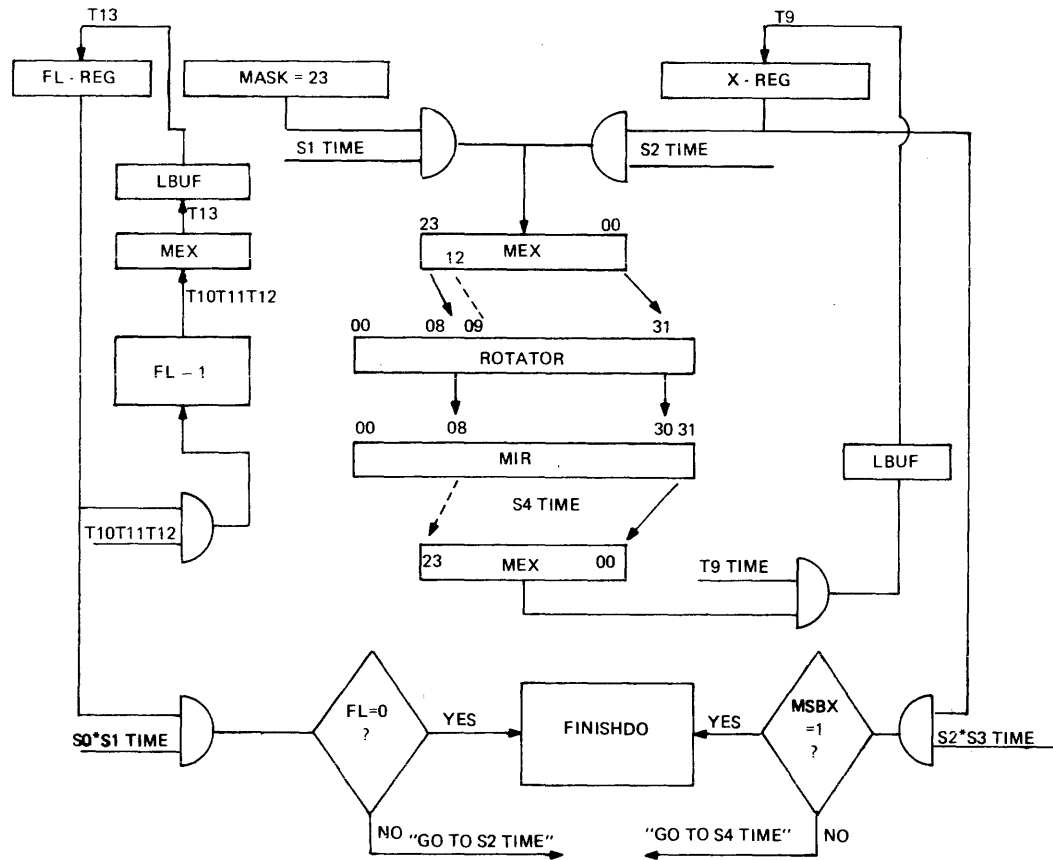 T13
T9
FL - REG
MASK = 23
X - REG
S1 TIME
S2 TIME
LBUF
T13
MEX
T10T11T12
23
00
MEX
12
00
08
09
31
ROTATOR
FL - 1
00
08
30 31
MIR
LBUF
S4 TIME
T10T11T12
23
MEX
00
T9 TIME
FL=0
?
YES
FINISHDO
YES
MSBX
=1
?
S0*S1 TIME
S2*S3 TIME
NO
"GO TO S2 TIME"
"GO TO S4 TIME"
NO